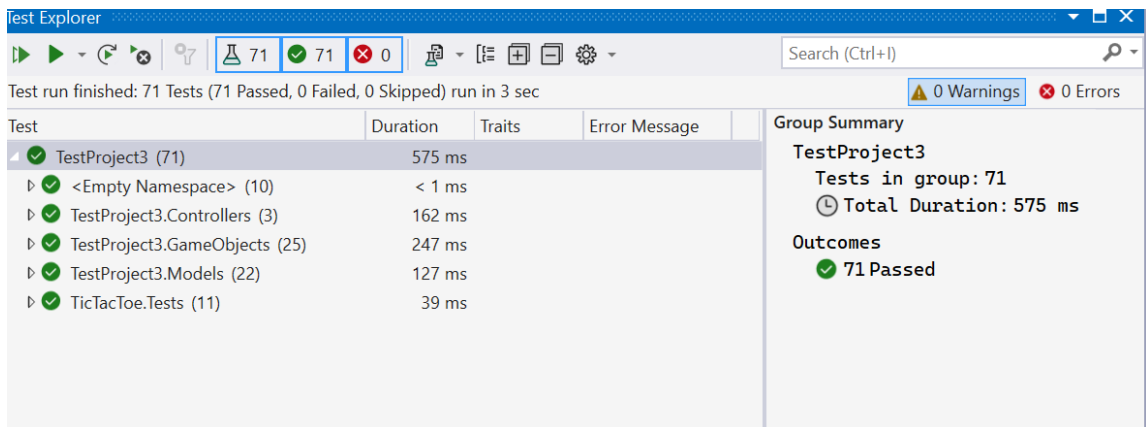 Test Explorer
71 71 0 Search (Ctrl+I)
Test run finished: 71 Tests (71 Passed, 0 Failed, 0 Skipped) run in 3 sec 0 Warnings 0 Errors
Test Duration Traits Error Message
TestProject3 (71) 575 ms
<Empty Namespace> (10) < 1 ms
TestProject3.Controllers (3) 162 ms
TestProject3.GameObjects (25) 247 ms
TestProject3.Models (22) 127 ms
TicTacToe.Tests (11) 39 ms
Group Summary
TestProject3
Tests in group: 71
Total Duration: 575 ms
Outcomes
71 Passed